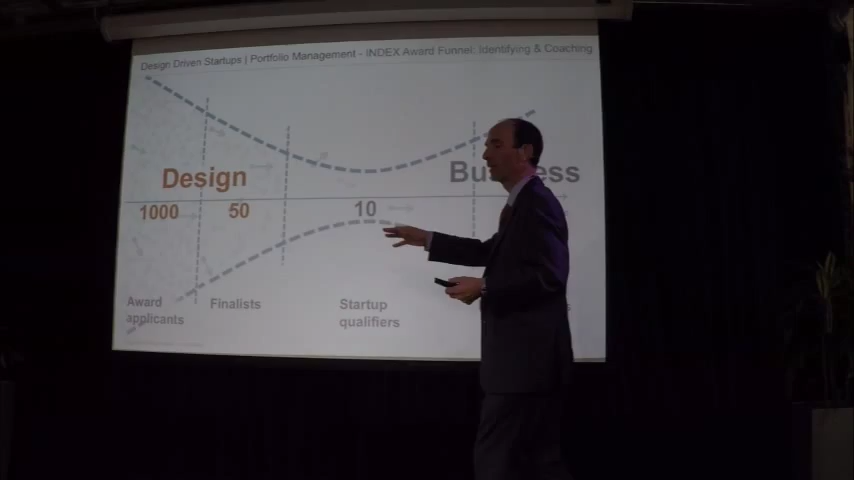 Design Driven Startups | Portfolio Management - INDEX Award Funnel: Identifying & Coaching
Design
1000
50
10
Award
applicants
Finalists
Startup
qualifiers